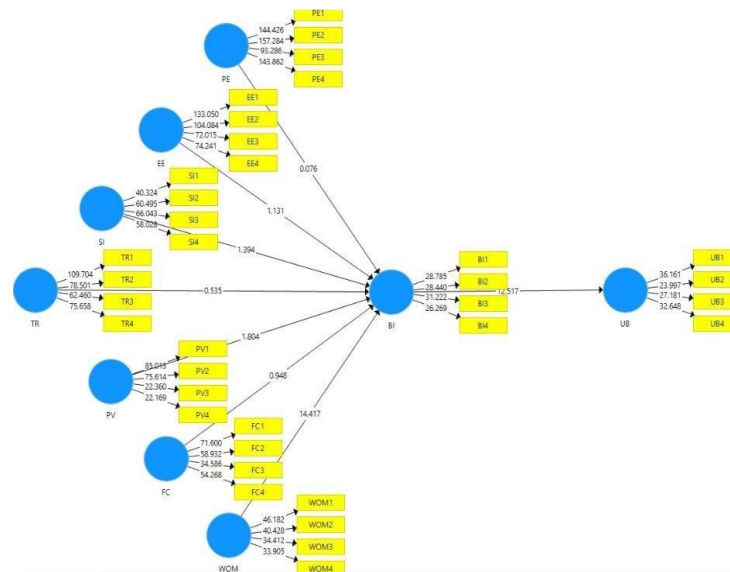 PE1
144.426
PE2
157.284
93.286
PE3
143.862
PE4
PE
EE1
133.050
EE2
104.084
72.015
EE3
74.241
EE4
EE
0.076
SI1
40.324
SI2
60.495
66.043
SI3
58.028
SI4
SI
1.131
1.394
TR1
109.704
TR2
78.501
62.460
TR3
75.658
TR4
TR
0.535
BI1
28.785
BI2
28.440
31.222
BI3
26.269
BI4
BI
12.517
UB1
36.161
UB2
23.997
27.181
UB3
32.648
UB4
UB
1.804
PV1
85.013
PV2
75.614
22.360
PV3
22.169
PV4
PV
0.948
14.417
FC1
71.600
FC2
58.932
34.586
FC3
54.268
FC4
FC
WOM1
46.182
WOM2
40.428
34.412
WOM3
33.905
WOM4
WOM